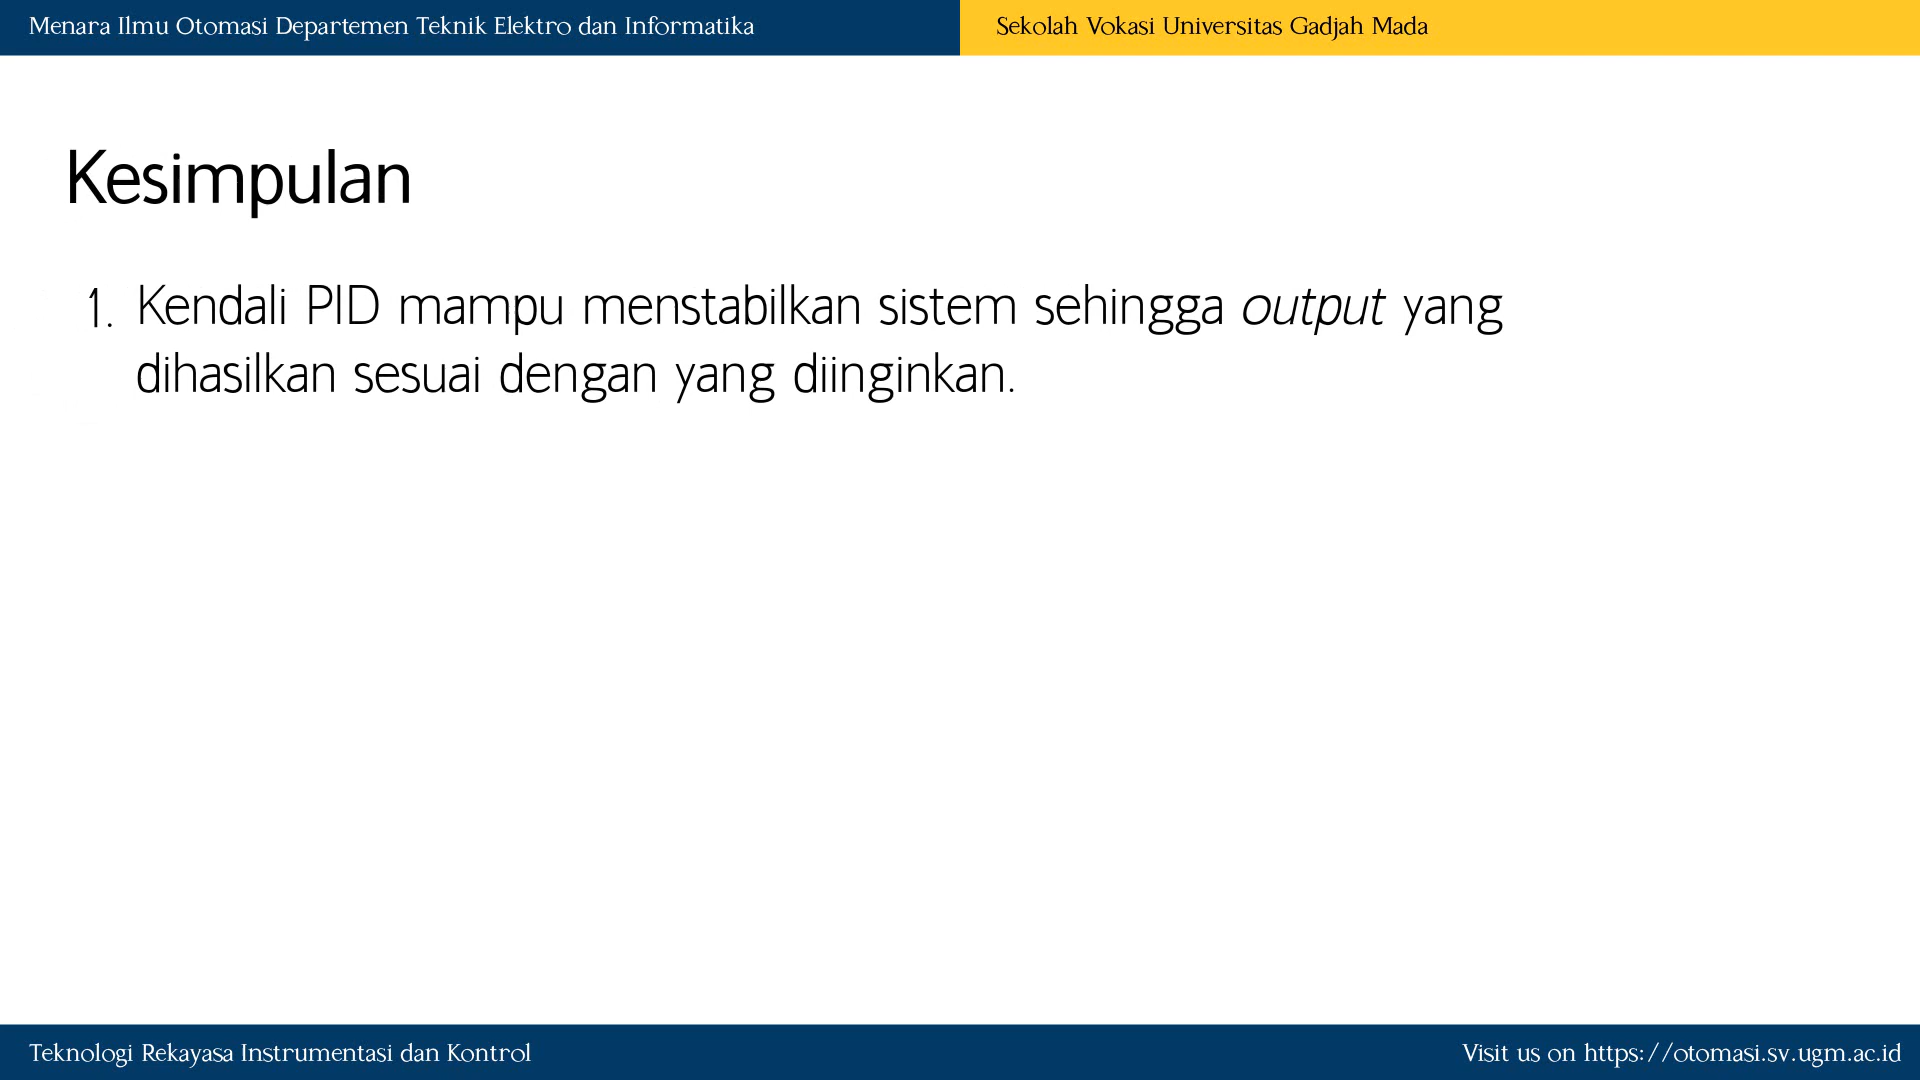 Menara Ilmu Otomasi Departemen Teknik Elektro dan Informatika
Sekolah Vokasi Universitas Gadjah Mada
Kesimpulan
1. Kendali PID mampu menstabilkan sistem sehingga output yang
dihasilkan sesuai dengan yang diinginkan.
Teknologi Rekayasa Instrumentasi dan Kontrol
Visit us on https://otomasi.sv.ugm.ac.id